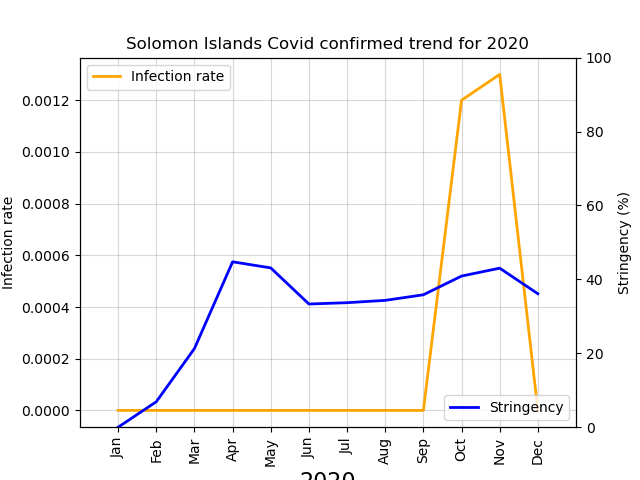 Solomon Islands Covid confirmed trend for 2020
Infection rate
Stringency
Infection rate
0.0012
0.0010
0.0008
0.0006
0.0004
0.0002
0.0000
100
80
60
40
20
0
Stringency (%)
Jan
Feb
Mar
Apr
May
Jun
Jul
Aug
Sep
Oct
Nov
Dec
2020